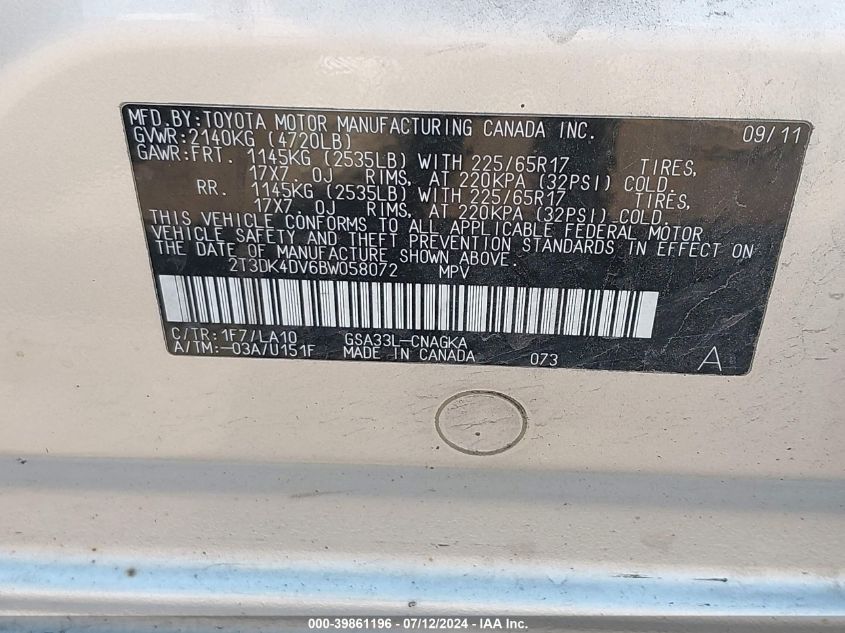 MFD. BY: TOYOTA MOTOR MANUFACTURING CANADA INC. 09/11
GVWR: 2140KG (4720LB)
GAWR: FRT. 1145KG (2535LB) WITH 225/65R17 TIRES,
17X7. 0J RIMS, AT 220KPA (32PSI) COLD.
RR. 1145KG (2535LB) WITH 225/65R17 TIRES,
17X7. 0J RIMS, AT 220KPA (32PSI) COLD.
THIS VEHICLE CONFORMS TO ALL APPLICABLE FEDERAL MOTOR
VEHICLE SAFETY AND THEFT PREVENTION STANDARDS IN EFFECT ON
THE DATE OF MANUFACTURE SHOWN ABOVE.
2T3DK4DV6BW058072 MPV
C/TR: 1F7/LA10 GSA33L-CNAGKA
A/TM: -03A/U151F MADE IN CANADA 073 A
000-39861196 - 07/12/2024 - IAA Inc.